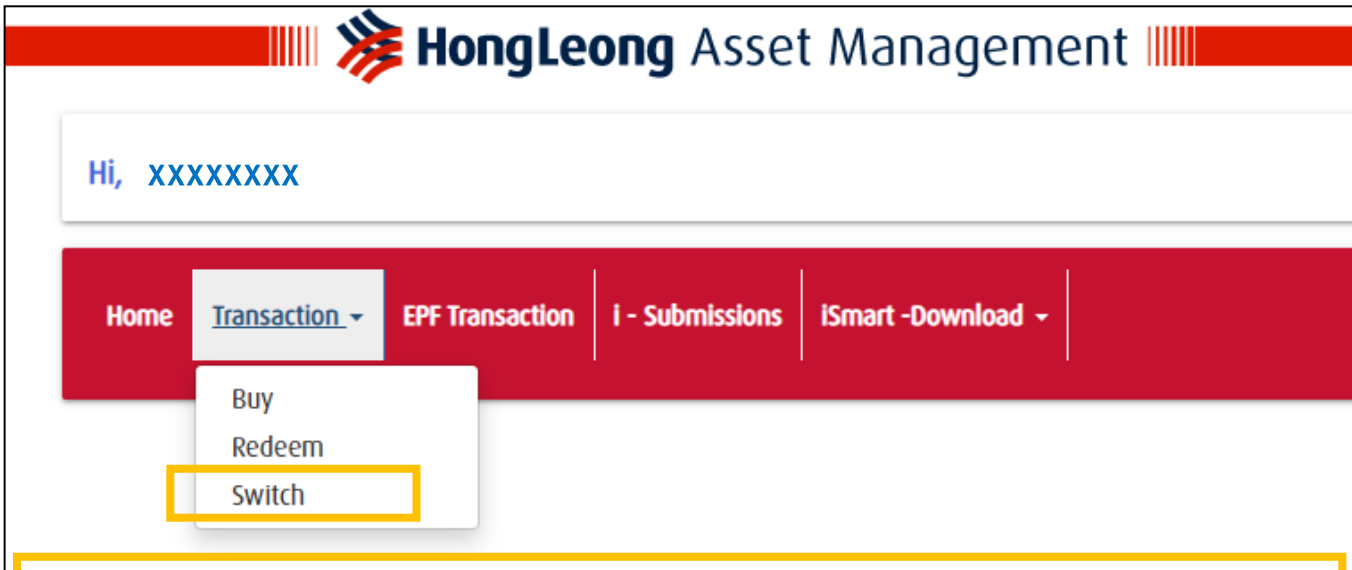 HongLeong Asset Management
Hi, XXXXXXXX
Home Transaction EPF Transaction i - Submissions iSmart -Download
Buy
Redeem
Switch